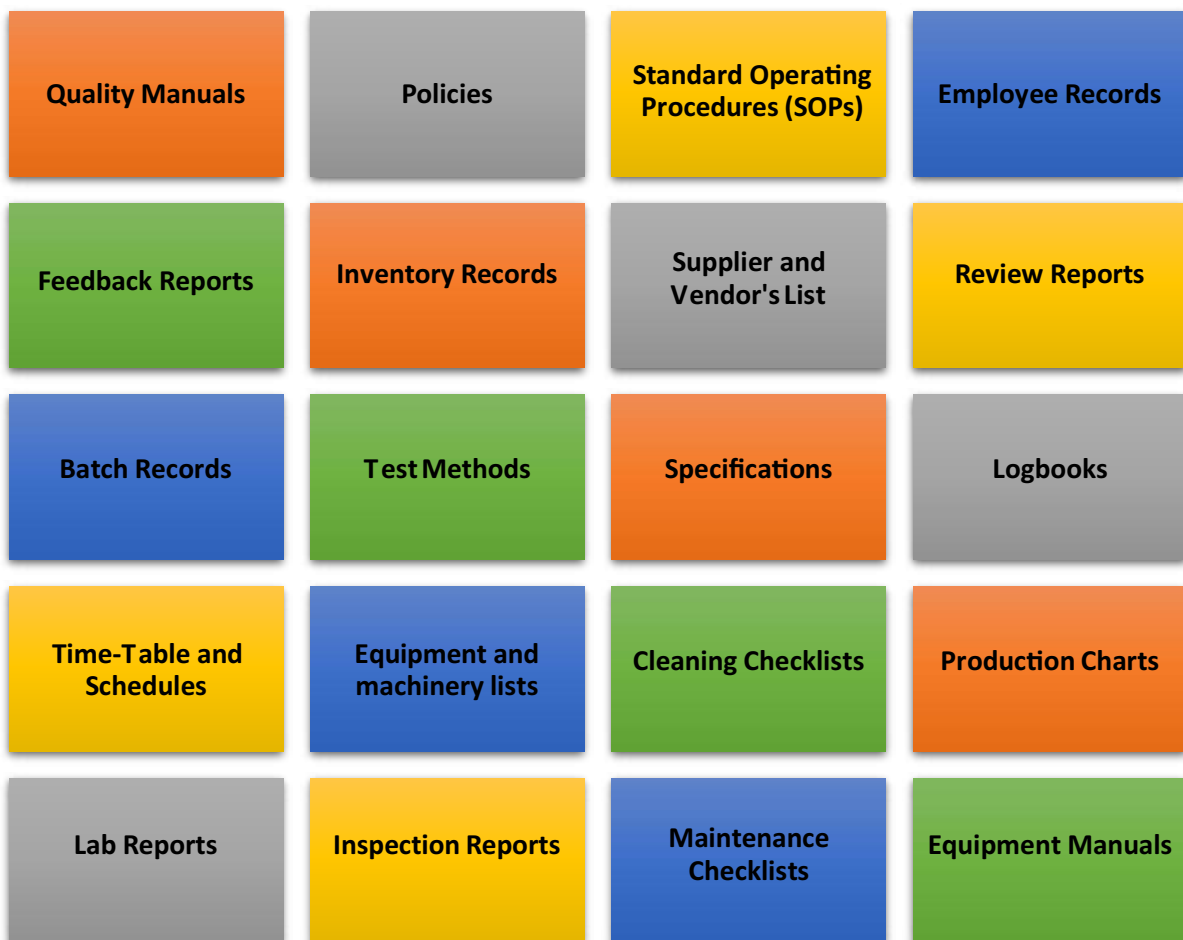 Quality Manuals
Policies
Standard Operating
Procedures (SOPs)
Employee Records
Feedback Reports
Inventory Records
Supplier and
Vendor's List
Review Reports
Batch Records
Test Methods
Specifications
Logbooks
Time-Table and
Schedules
Equipment and
machinery lists
Cleaning Checklists
Production Charts
Lab Reports
Inspection Reports
Maintenance
Checklists
Equipment Manuals